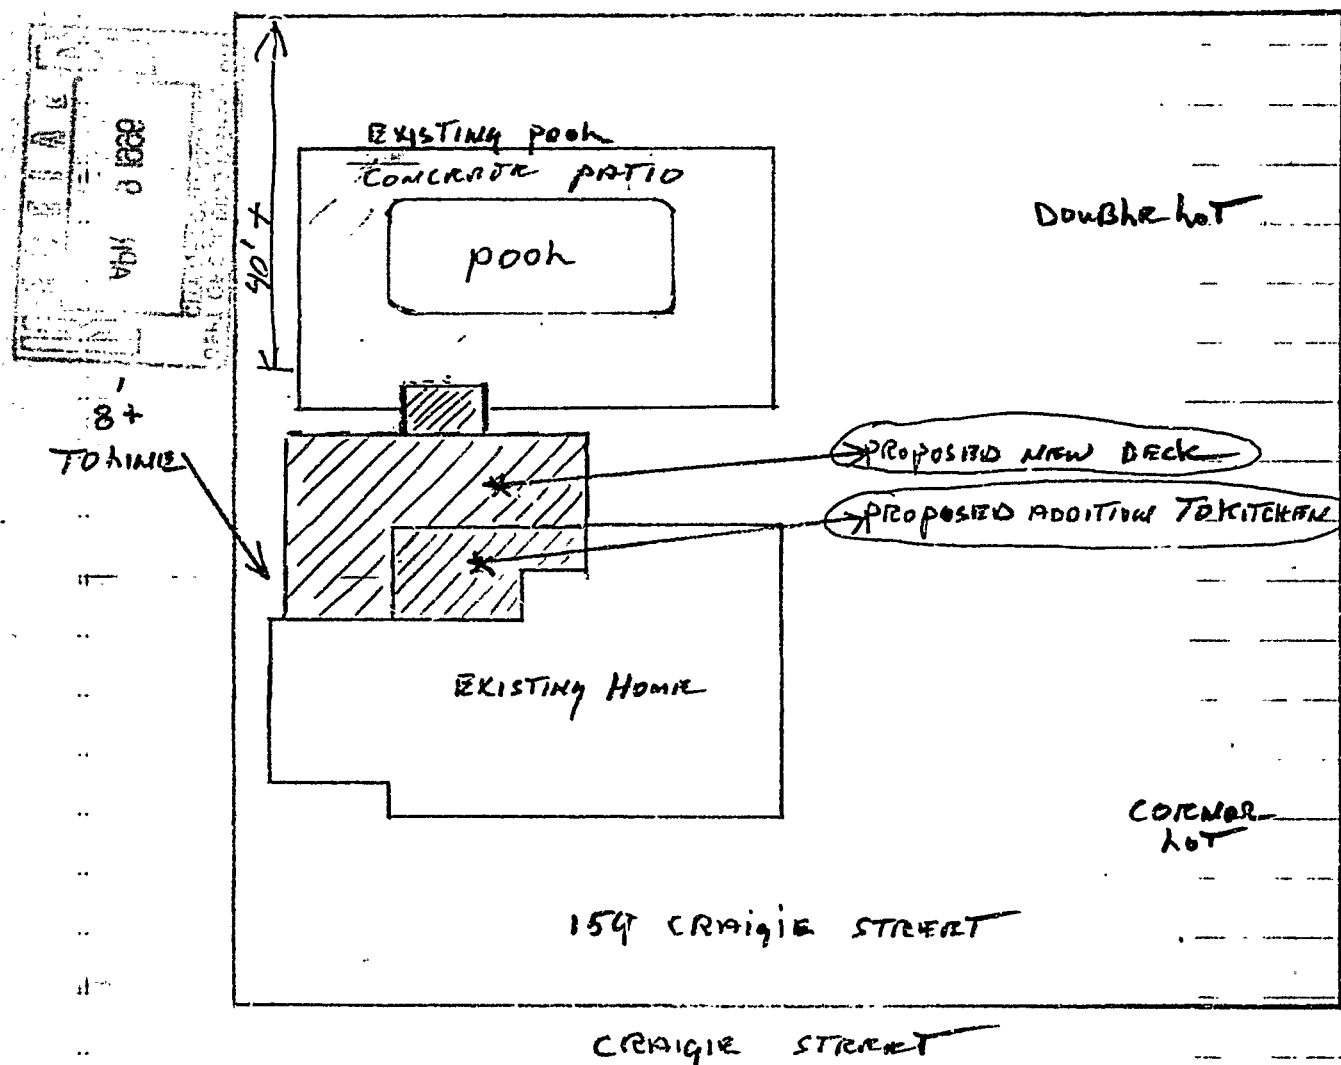 EXISTING POOL
CONCRETE PATIO
POOL
DOUBLE LOT
40' +
8'+
TO LINE
PROPOSED NEW DECK
PROPOSED ADDITION TO KITCHEN
EXISTING HOME
CORNER
LOT
159 CRAIGIE STREET
CRAIGIE STREET